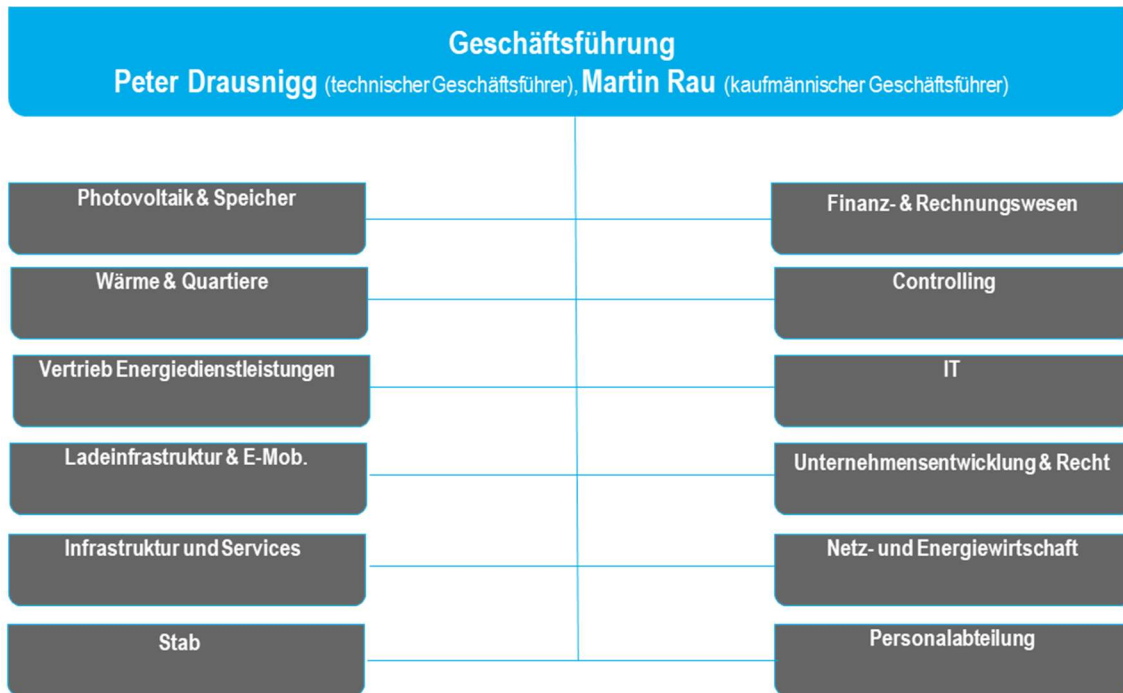 Geschäftsführung
Peter Drausnigg (technischer Geschäftsführer), Martin Rau (kaufmännischer Geschäftsführer)
Photovoltaik & Speicher
Finanz- & Rechnungswesen
Wärme & Quartiere
Controlling
Vertrieb Energiedienstleistungen
IT
Ladeinfrastruktur & E-Mob.
Unternehmensentwicklung & Recht
Infrastruktur und Services
Netz- und Energiewirtschaft
Stab
Personalabteilung